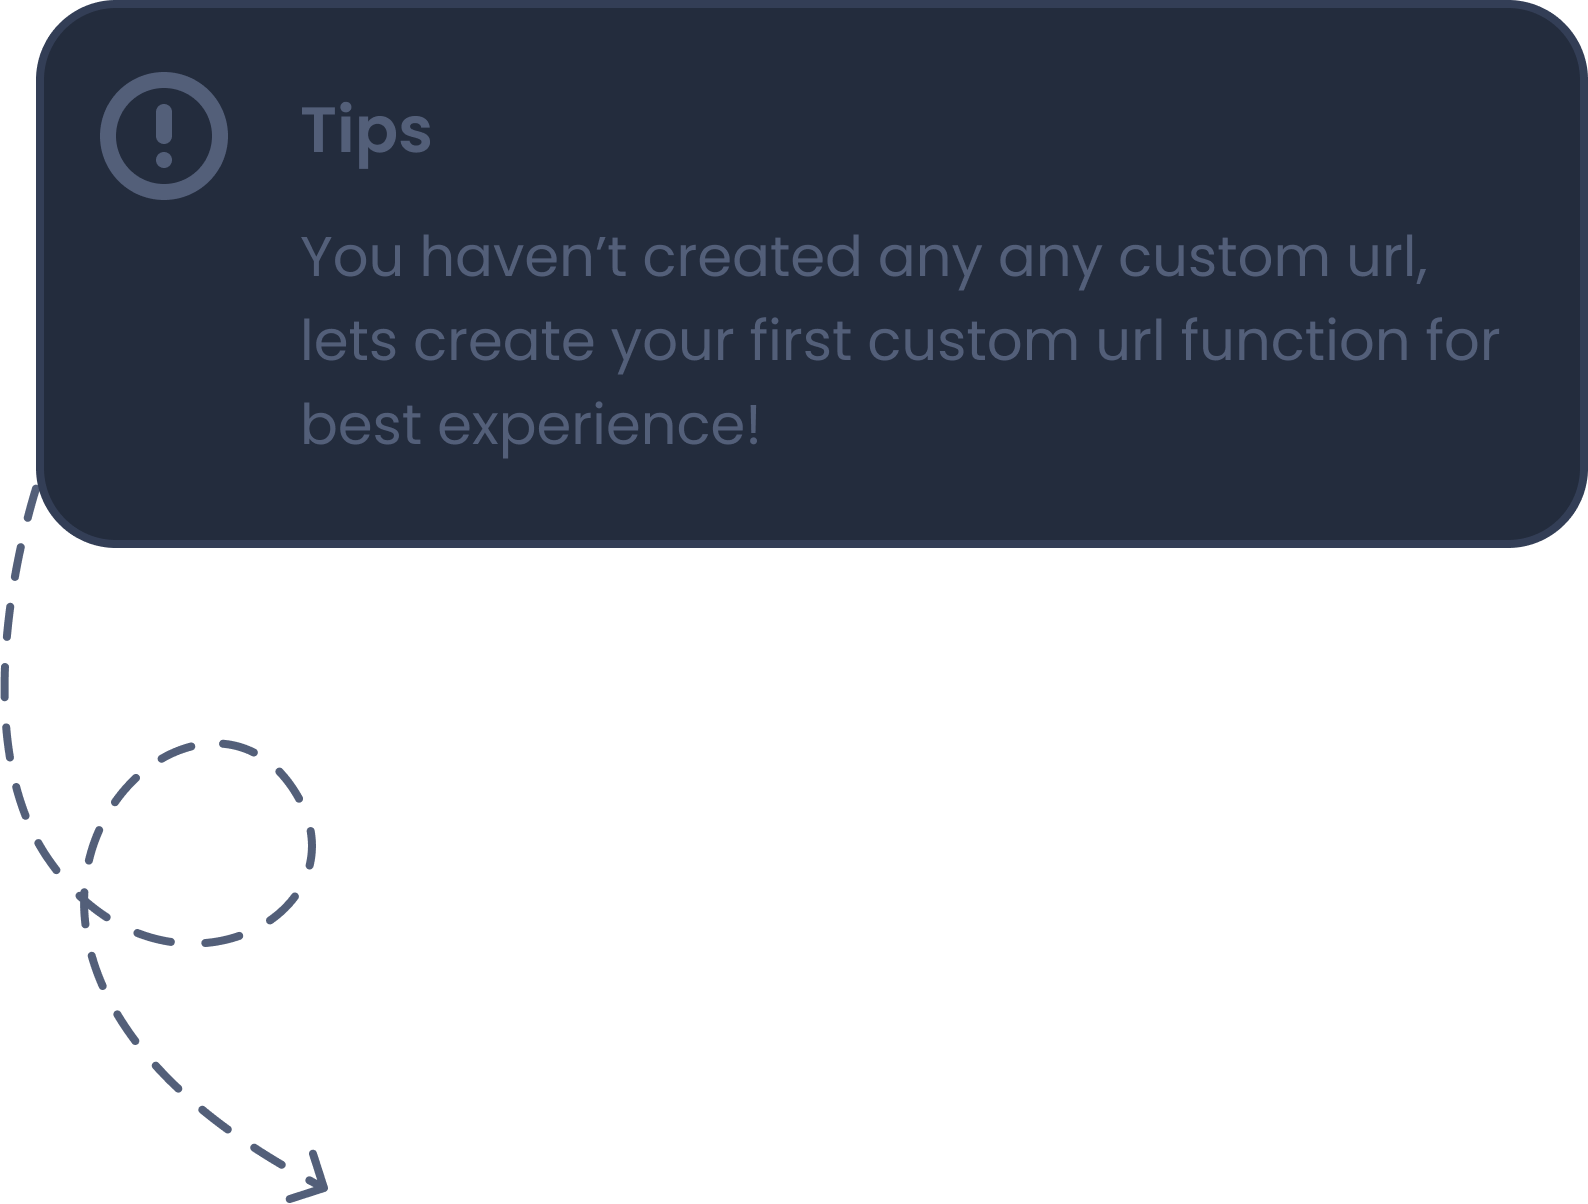 Tips
You haven’t created any any custom url,
lets create your first custom url function for
best experience!